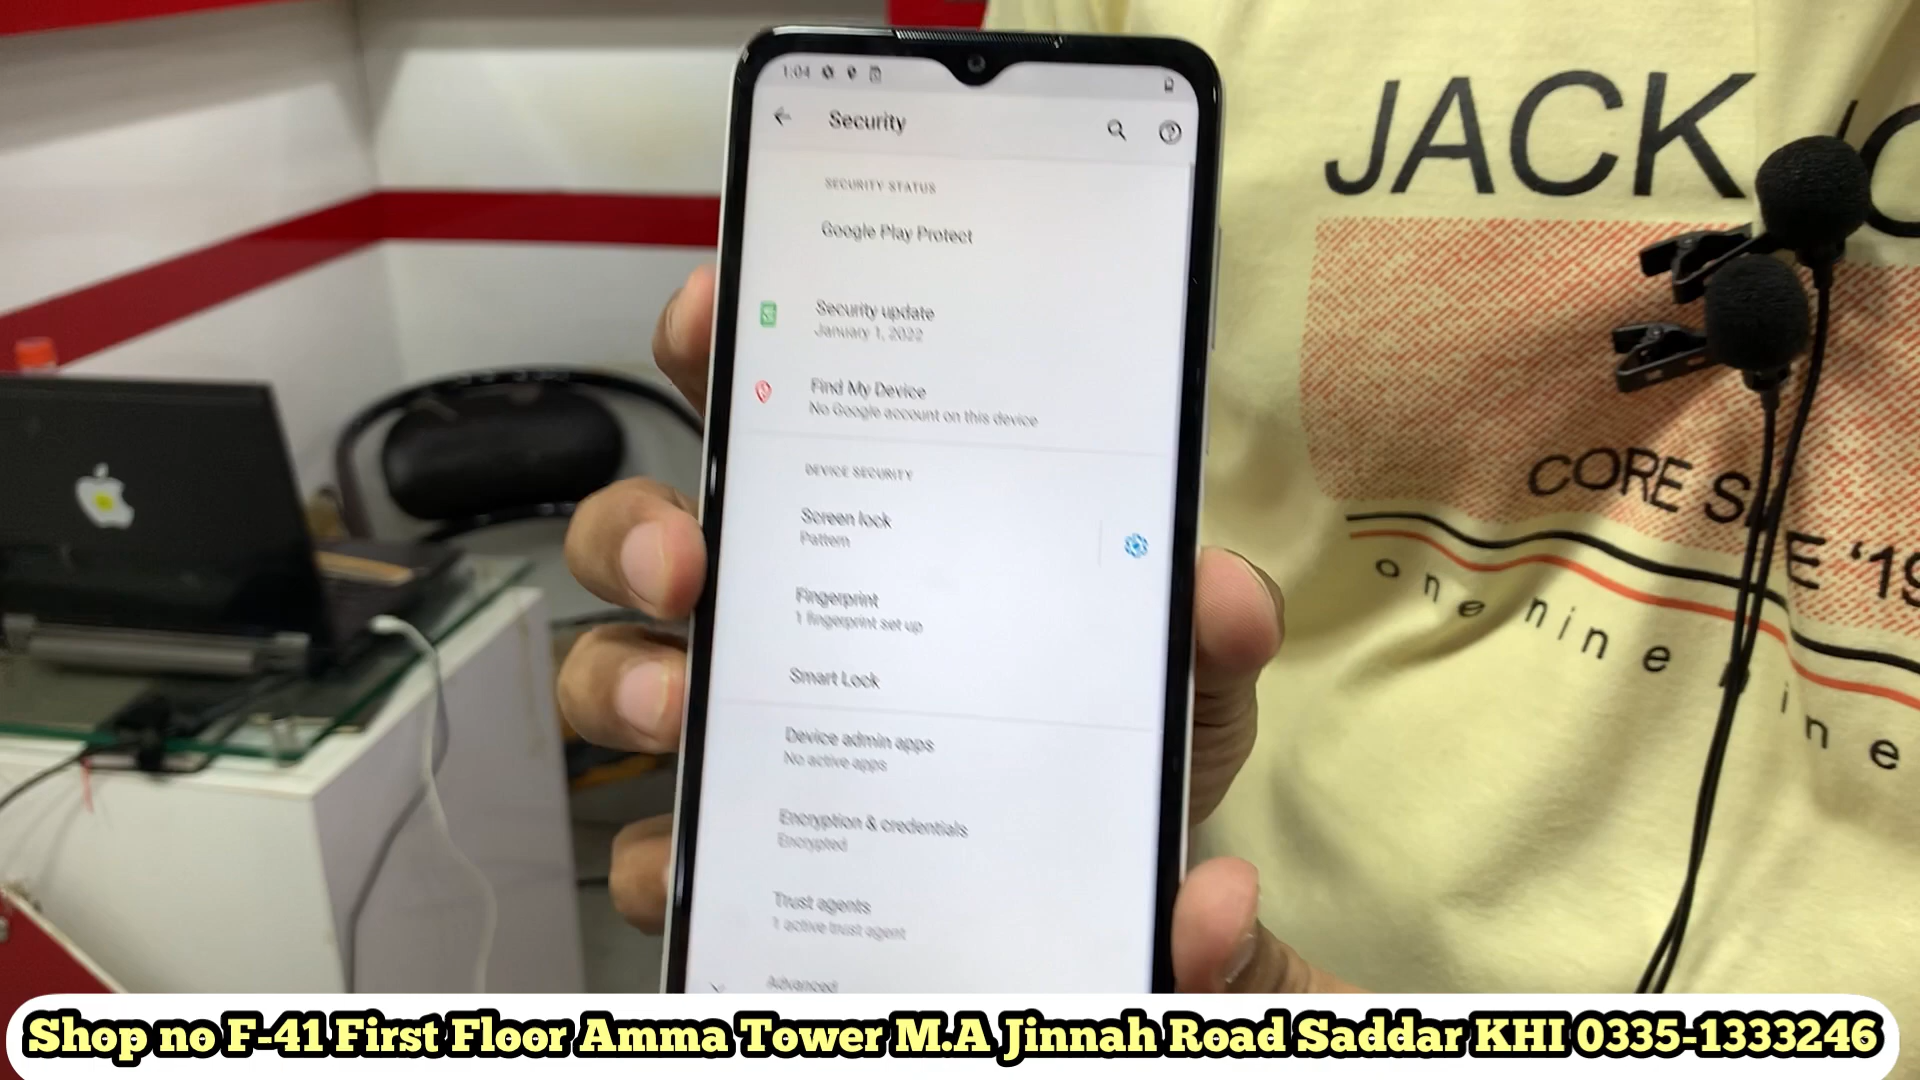 1:04
Security
SECURITY STATUS
Google Play Protect
Security update
January 1, 2022
Find My Device
No Google account on this device
DEVICE SECURITY
Screen lock
Pattern
Fingerprint
1 fingerprint set up
Smart Lock
Device admin apps
No active apps
Encryption & credentials
Encrypted
Trust agents
1 active trust agent
Advanced
JACK
CORE
'19
one nine nine
Shop no F-41 First Floor Amma Tower M.A Jinnah Road Saddar KHI 0335-1333246